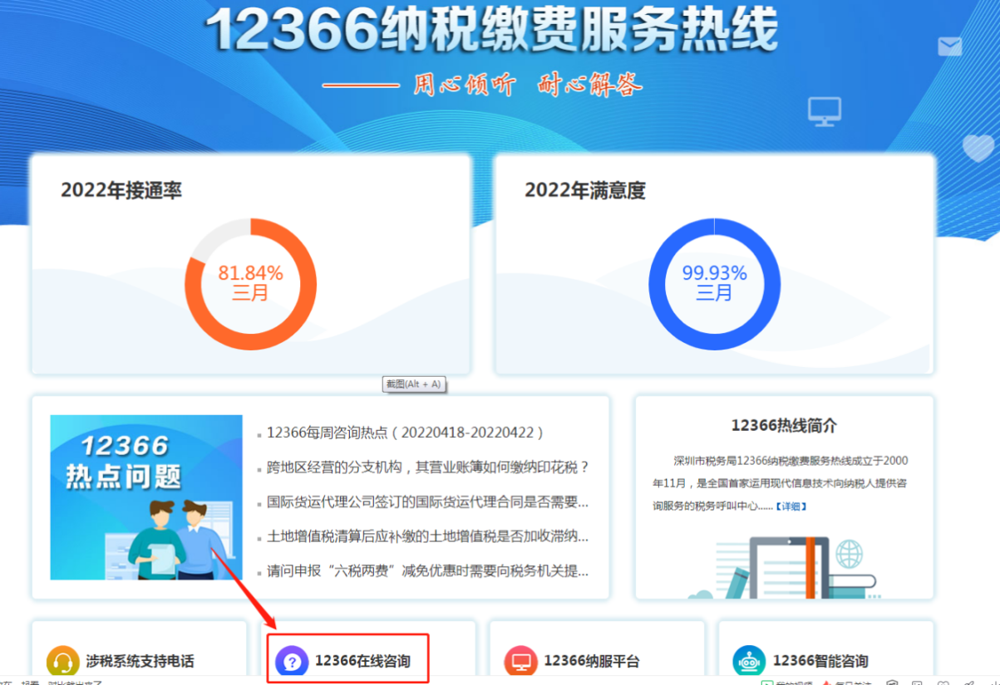 12366纳税缴费服务热线
用心倾听 耐心解答
2022年接通率
81.84%
三月
2022年满意度
99.93%
三月
截图(Alt + A)
12366
热点问题
12366每周咨询热点（20220418-20220422）
跨地区经营的分支机构，其营业账簿如何缴纳印花税？
国际货运代理公司签订的国际货运代理合同是否需要...
土地增值税清算后应补缴的土地增值税是否加收滞纳...
请问申报“六税两费”减免优惠时需要向税务机关提...
12366热线简介
深圳市税务局12366纳税缴费服务热线成立于2000
年11月，是全国首家运用现代信息技术向纳税人提供咨
询服务的税务呼叫中心......【详细】
涉税系统支持电话
12366在线咨询
12366纳服平台
12366智能咨询